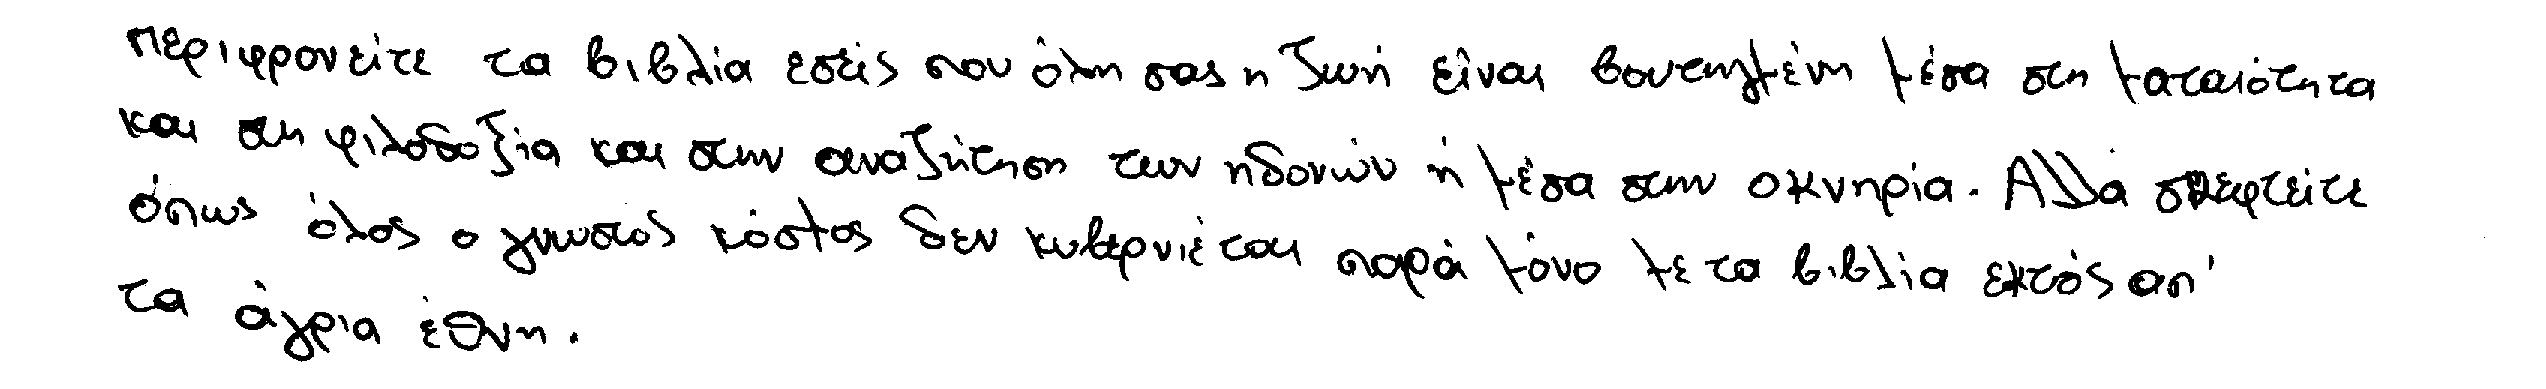 περιφρονείτε τα βιβλία εσείς που όλη σας η ζωή είναι βουτηγμένη μέσα στη ματαιότητα
και στη φιλοδοξία και στην αναζήτηση των ηδονών ή μέσα στην οκνηρία. Αλλά σκεφτείτε
όπως όλος ο γνωστός κόσμος δεν κυβερνιέται παρά μόνο με τα βιβλία εκτός απ'
τα άγρια έθνη.